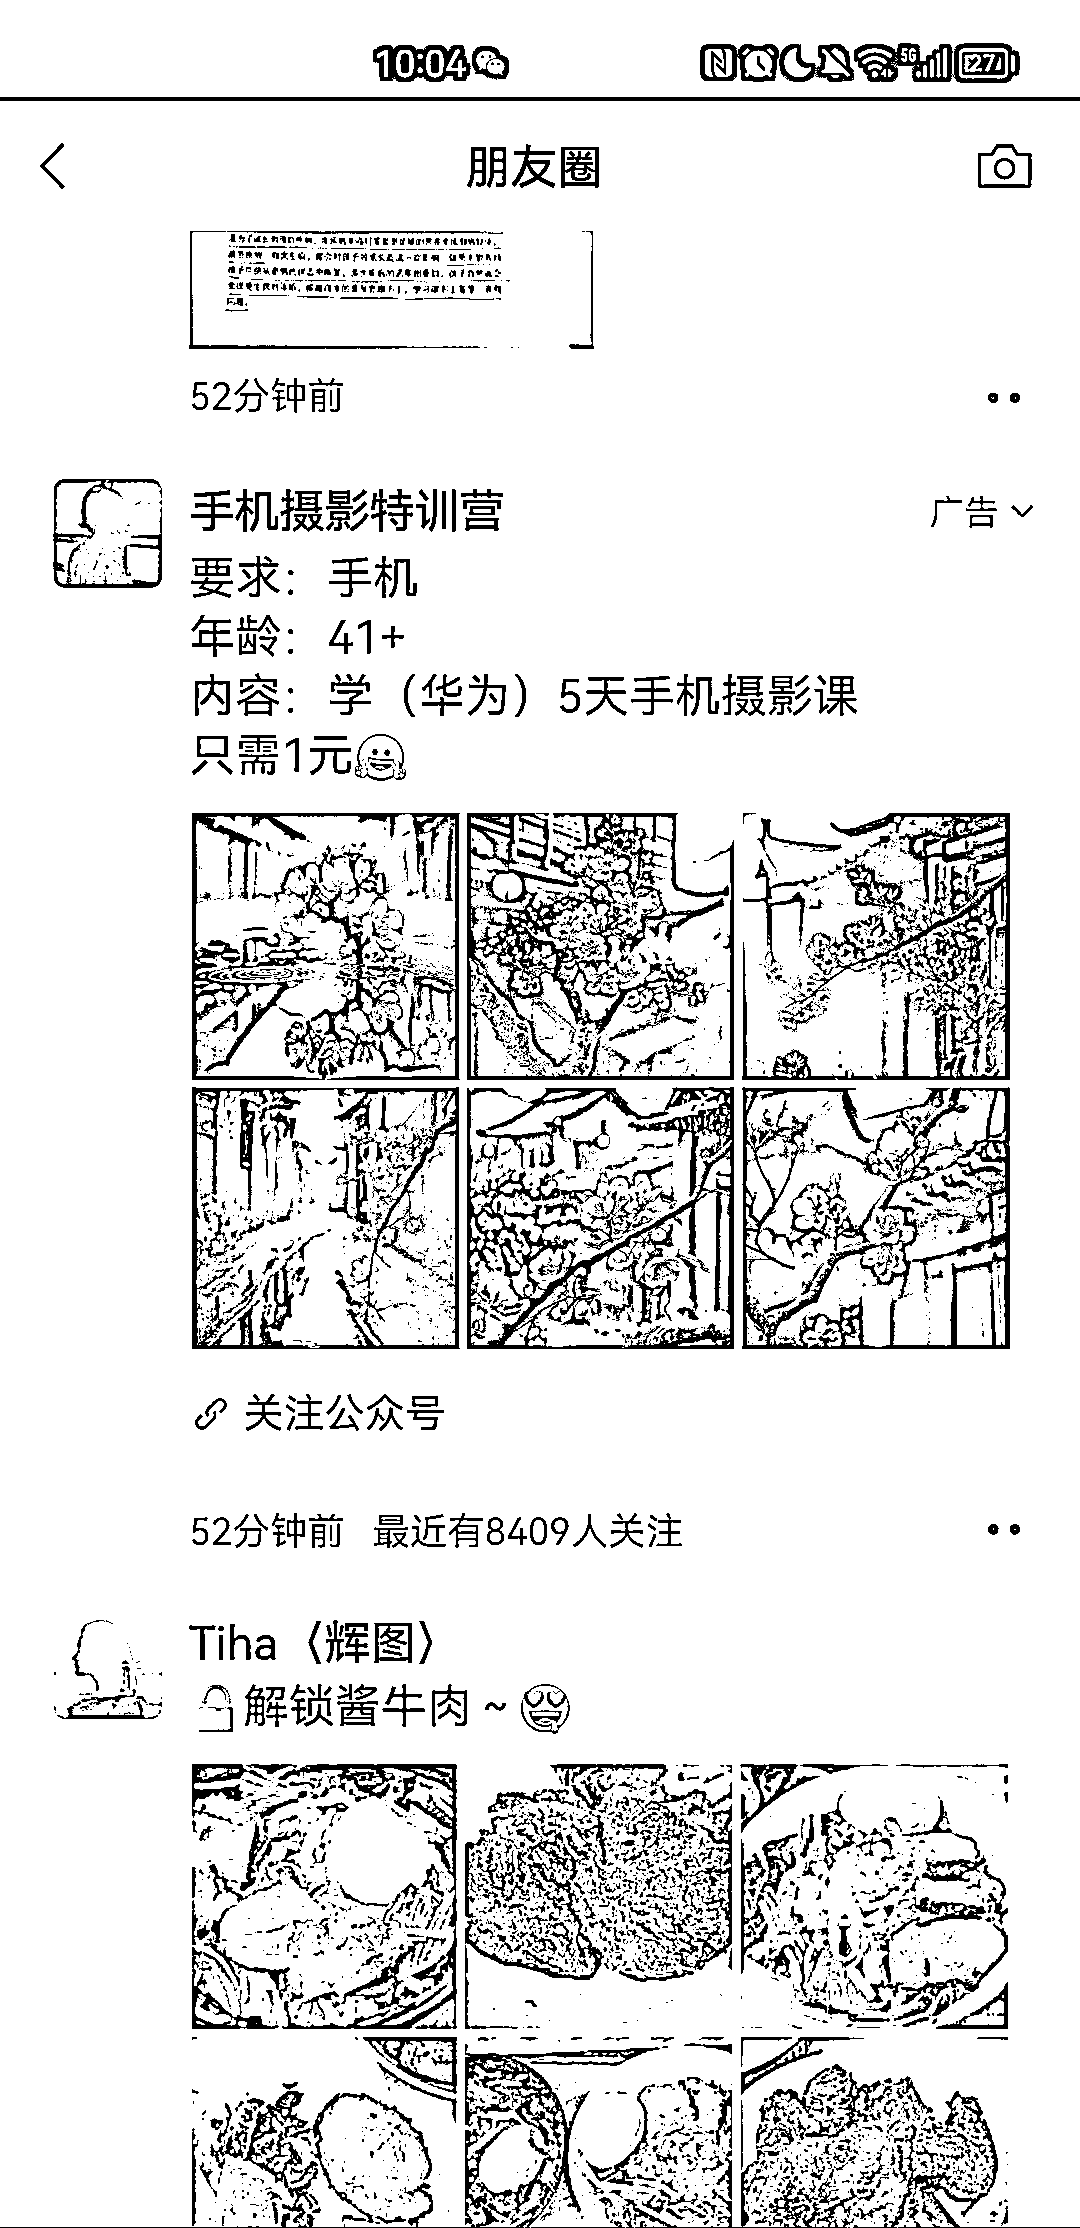 10:04
5G
27
朋友圈
52分钟前
手机摄影特训营
广告
要求：手机
年龄：41+
内容：学（华为）5天手机摄影课
只需1元
关注公众号
52分钟前 最近有8409人关注
Tiha〈辉图〉
解锁酱牛肉~